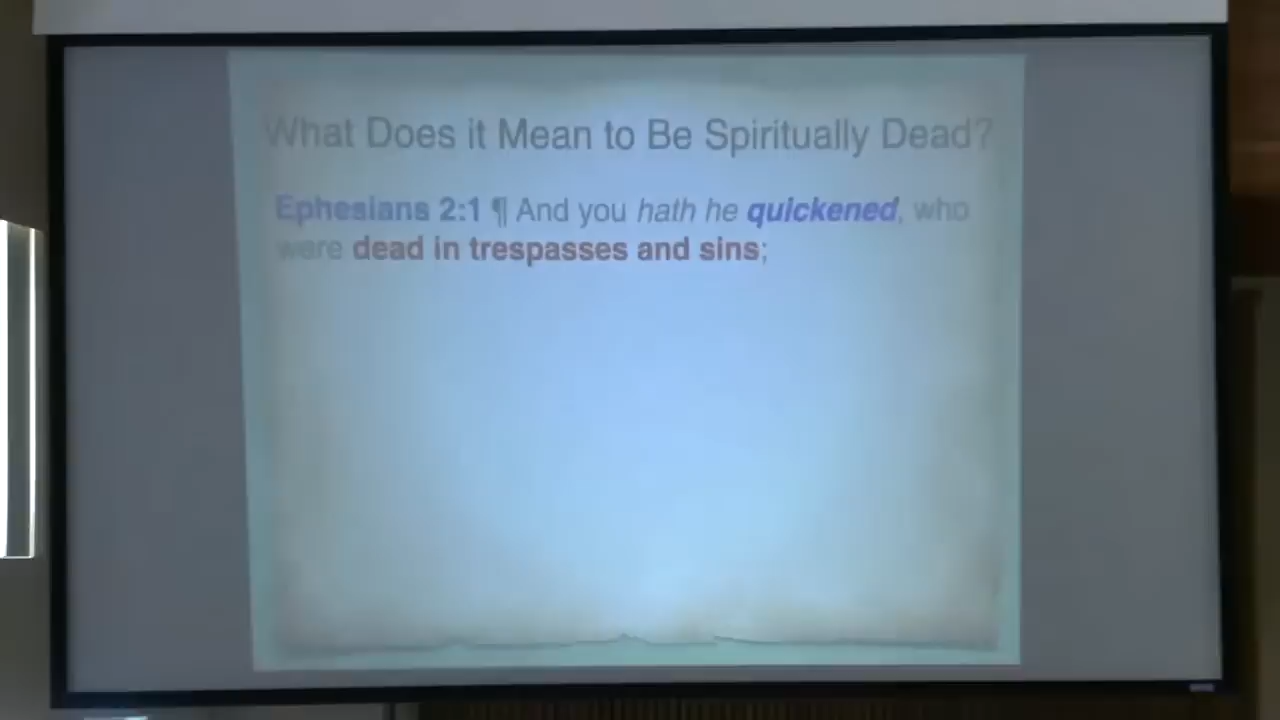 What Does it Mean to Be Spiritually Dead?
Ephesians 2:1 ¶ And you hath he quickened, who
were dead in trespasses and sins;